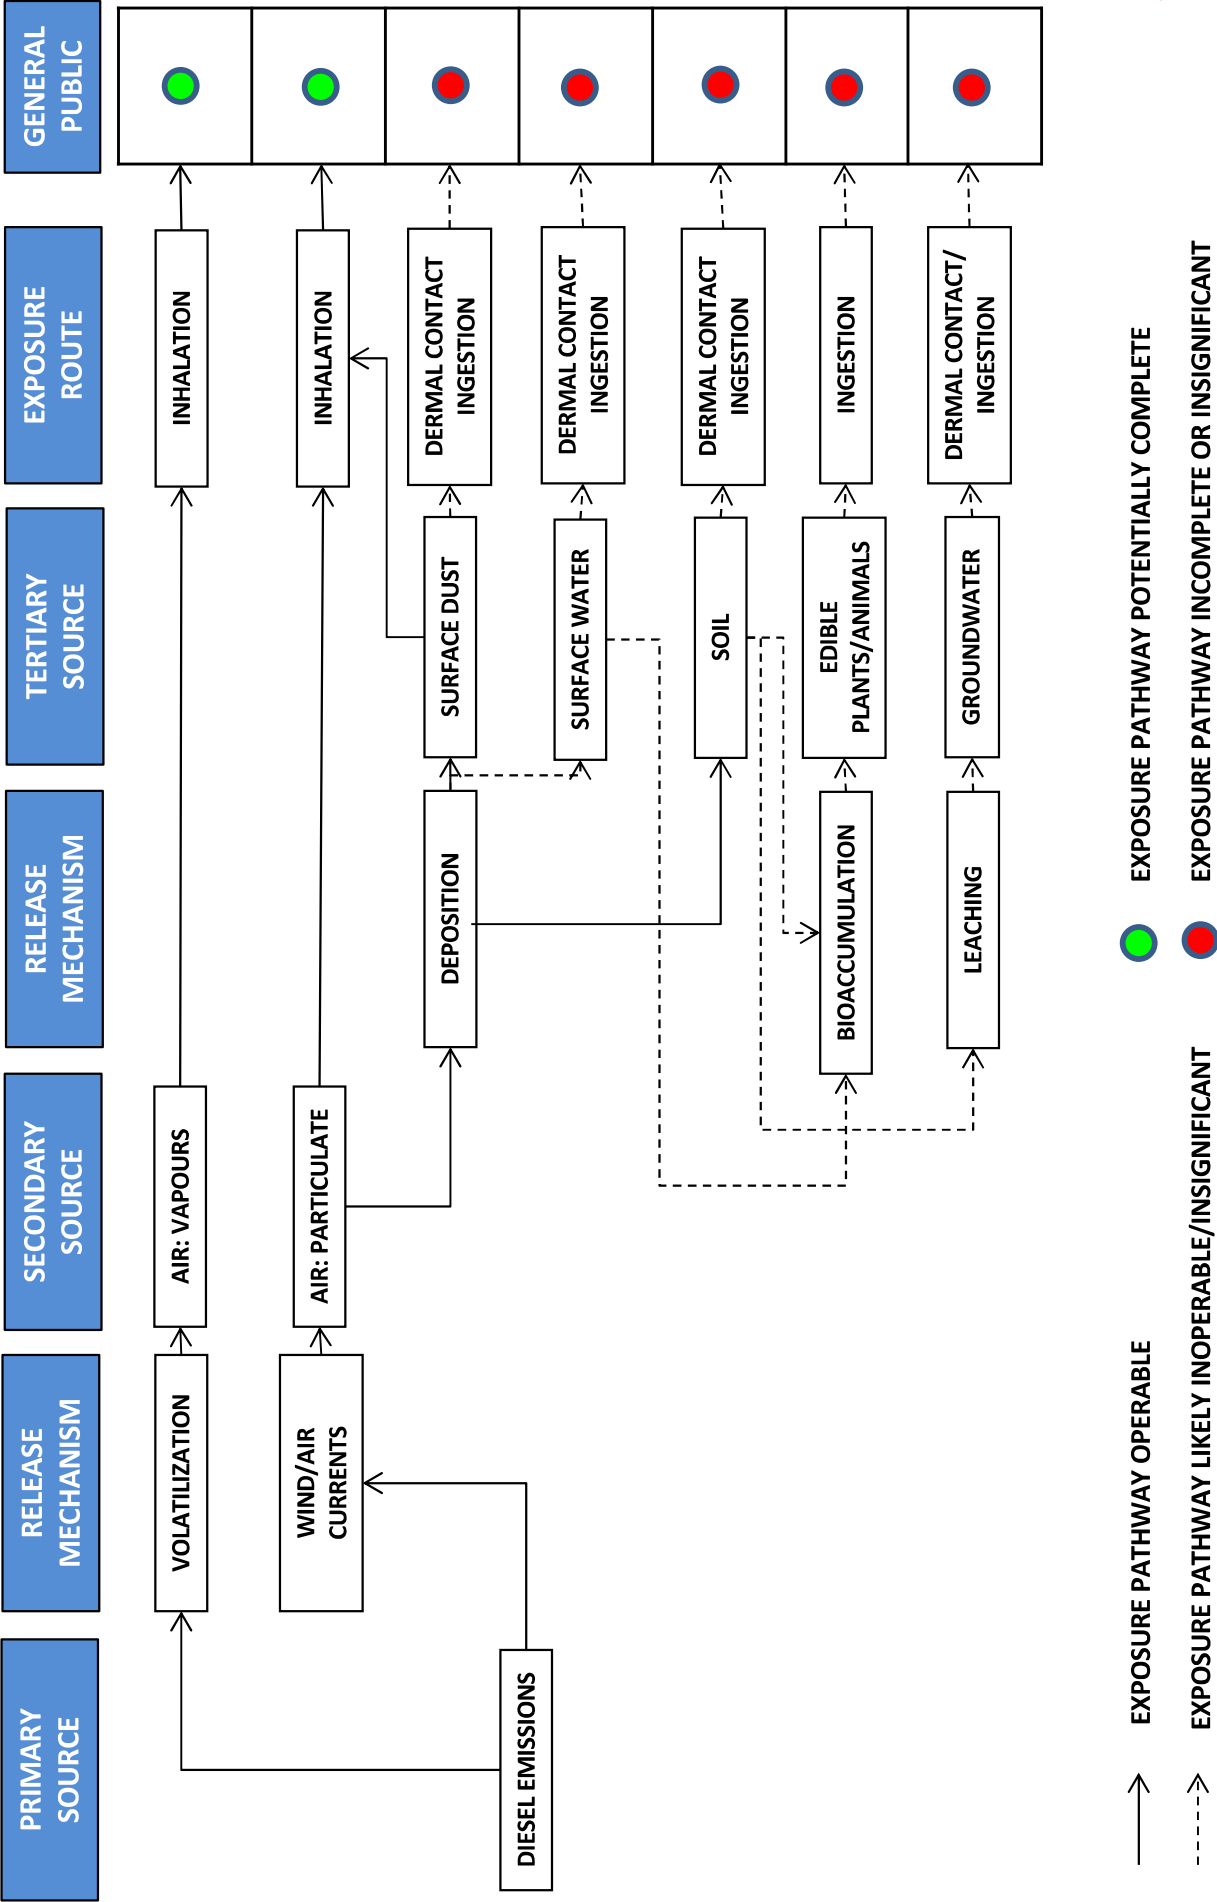 PRIMARY
SOURCE
RELEASE
MECHANISM
SECONDARY
SOURCE
RELEASE
MECHANISM
TERTIARY
SOURCE
EXPOSURE
ROUTE
GENERAL
PUBLIC
VOLATILIZATION
AIR: VAPOURS
INHALATION
WIND/AIR
CURRENTS
AIR: PARTICULATE
INHALATION
DEPOSITION
SURFACE DUST
DERMAL CONTACT
INGESTION
DIESEL EMISSIONS
SURFACE WATER
DERMAL CONTACT
INGESTION
SOIL
DERMAL CONTACT
INGESTION
BIOACCUMULATION
EDIBLE
PLANTS/ANIMALS
INGESTION
LEACHING
GROUNDWATER
DERMAL CONTACT/
INGESTION
EXPOSURE PATHWAY OPERABLE
EXPOSURE PATHWAY POTENTIALLY COMPLETE
EXPOSURE PATHWAY LIKELY INOPERABLE/INSIGNIFICANT
EXPOSURE PATHWAY INCOMPLETE OR INSIGNIFICANT